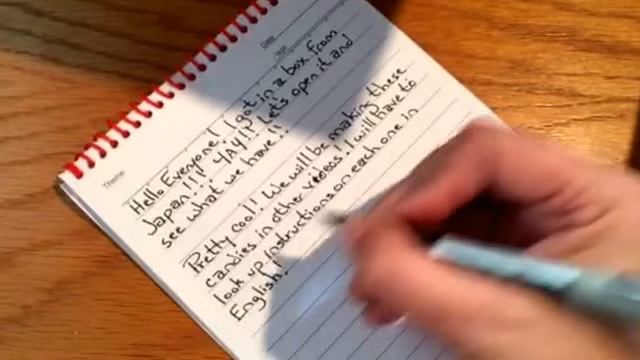 Date
Theme
Hello Everyone, I got in a box from
Japan!!! YAY!! Let's open it and
see what we have!!
Pretty cool! We will be making these
candies in other videos! I will have to
look up instructions on each one in
English!